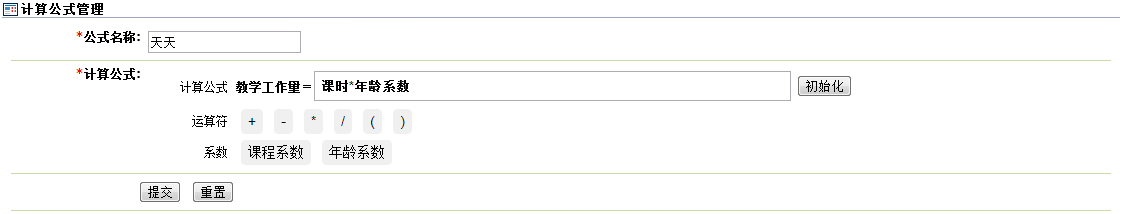 计算公式管理
*公式名称: 天天
*计算公式: 计算公式 教学工作量= 课时*年龄系数 初始化
运算符 + - * / ( )
系数 课程系数 年龄系数
提交 重置